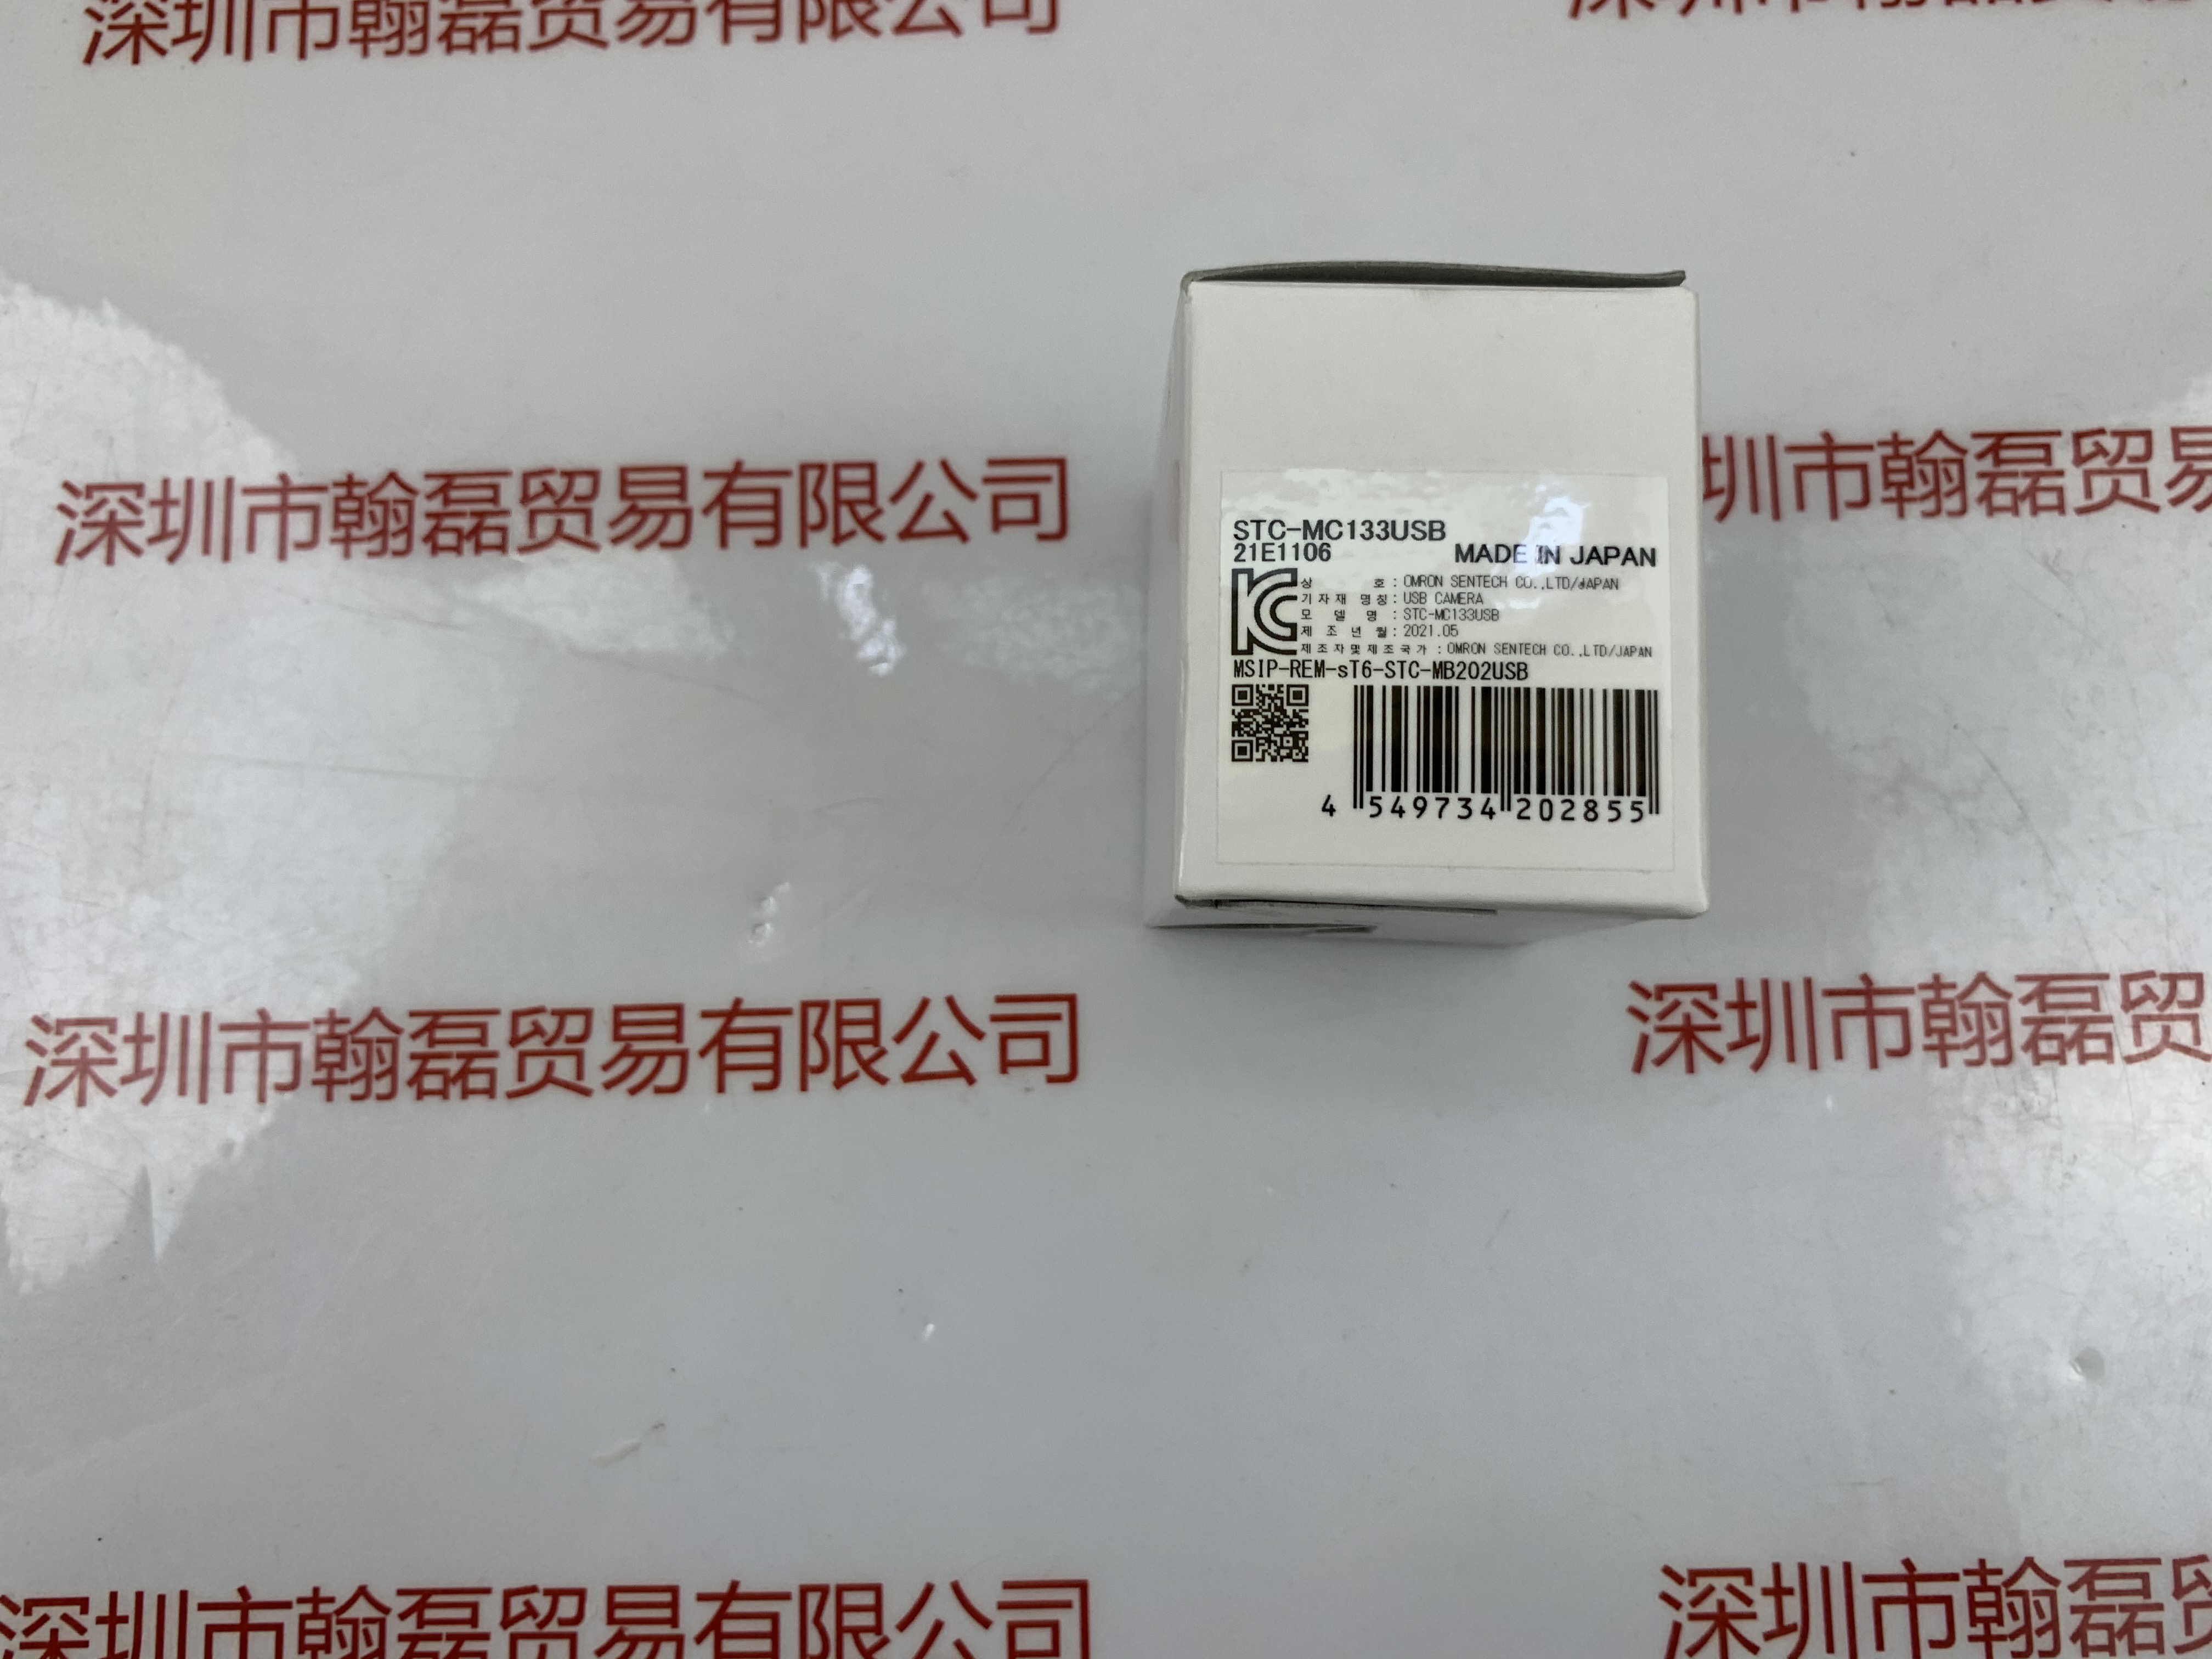 深圳市翰磊贸易有限公司
深圳市翰磊贸易有限公司
圳市翰磊贸易
STC-MC133USB
21E1106
MADE IN JAPAN
상 호 : OMRON SENTECH CO.,LTD/JAPAN
기자재 명칭 : USB CAMERA
모 델 명 : STC-MC133USB
제 조 년 월 : 2021.05
제조자및제조국가 : OMRON SENTECH CO.,LTD/JAPAN
MSIP-REM-sT6-STC-MB202USB
4 549734 202855
深圳市翰磊贸易有限公司
深圳市翰磊贸
深圳市翰磊贸易有限公司
深圳市翰磊贸